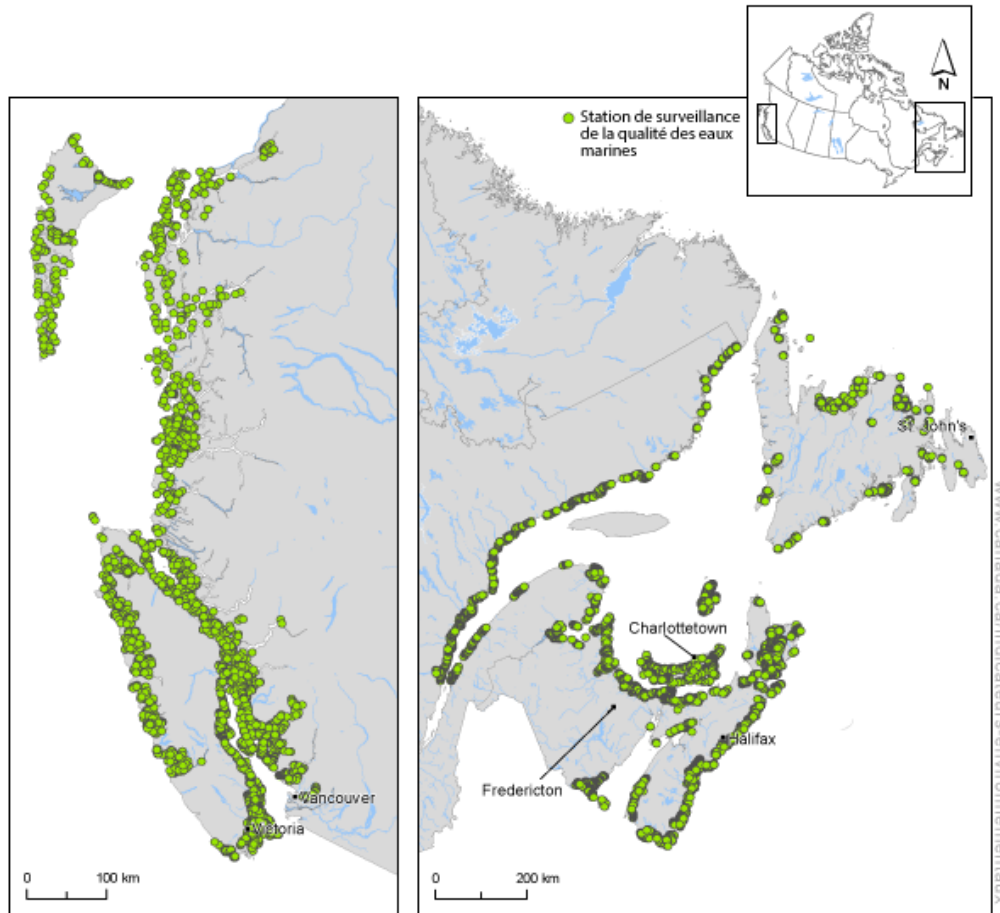 N
Station de surveillance
de la qualité des eaux
marines
St. John's
Charlottetown
Halifax
Fredericton
Vancouver
Victoria
0 100 km
0 200 km